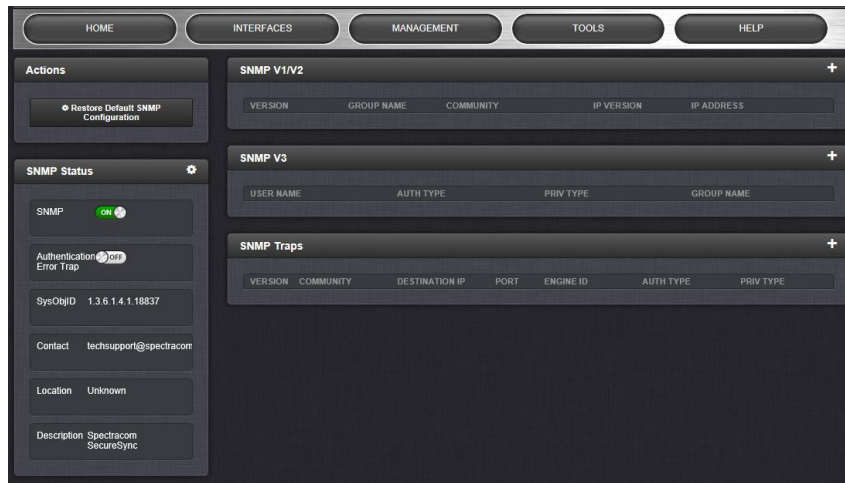 HOME INTERFACES MANAGEMENT TOOLS HELP
Actions
Restore Default SNMP
Configuration
SNMP Status
SNMP ON
Authentication OFF
Error Trap
SysObjID 1.3.6.1.4.1.18837
Contact techsupport@spectracom
Location Unknown
Description Spectracom
SecureSync
SNMP V1/V2 +
VERSION GROUP NAME COMMUNITY IP VERSION IP ADDRESS
SNMP V3 +
USER NAME AUTH TYPE PRIV TYPE GROUP NAME
SNMP Traps +
VERSION COMMUNITY DESTINATION IP PORT ENGINE ID AUTH TYPE PRIV TYPE